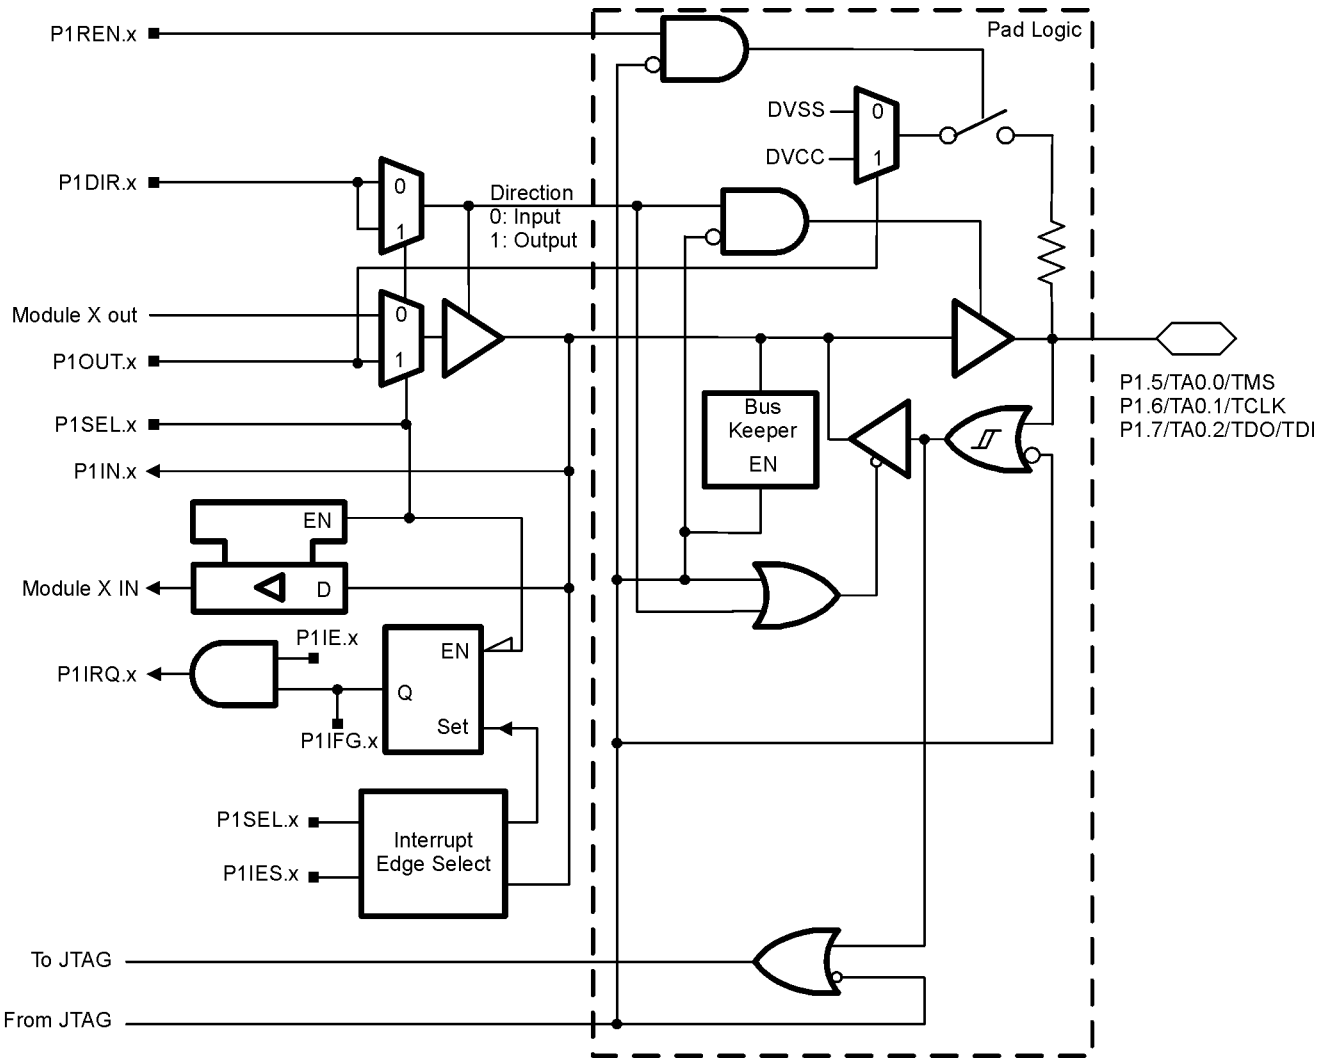 Pad Logic
P1REN.x
DVSS
0
DVCC
1
P1DIR.x
0
1
Direction
0: Input
1: Output
Module X out
0
P1OUT.x
1
P1SEL.x
P1IN.x
Bus
Keeper
EN
P1.5/TA0.0/TMS
P1.6/TA0.1/TCLK
P1.7/TA0.2/TDO/TDI
EN
Module X IN
D
P1IE.x
P1IRQ.x
P1IFG.x
EN
Q
Set
P1SEL.x
P1IES.x
Interrupt
Edge Select
To JTAG
From JTAG